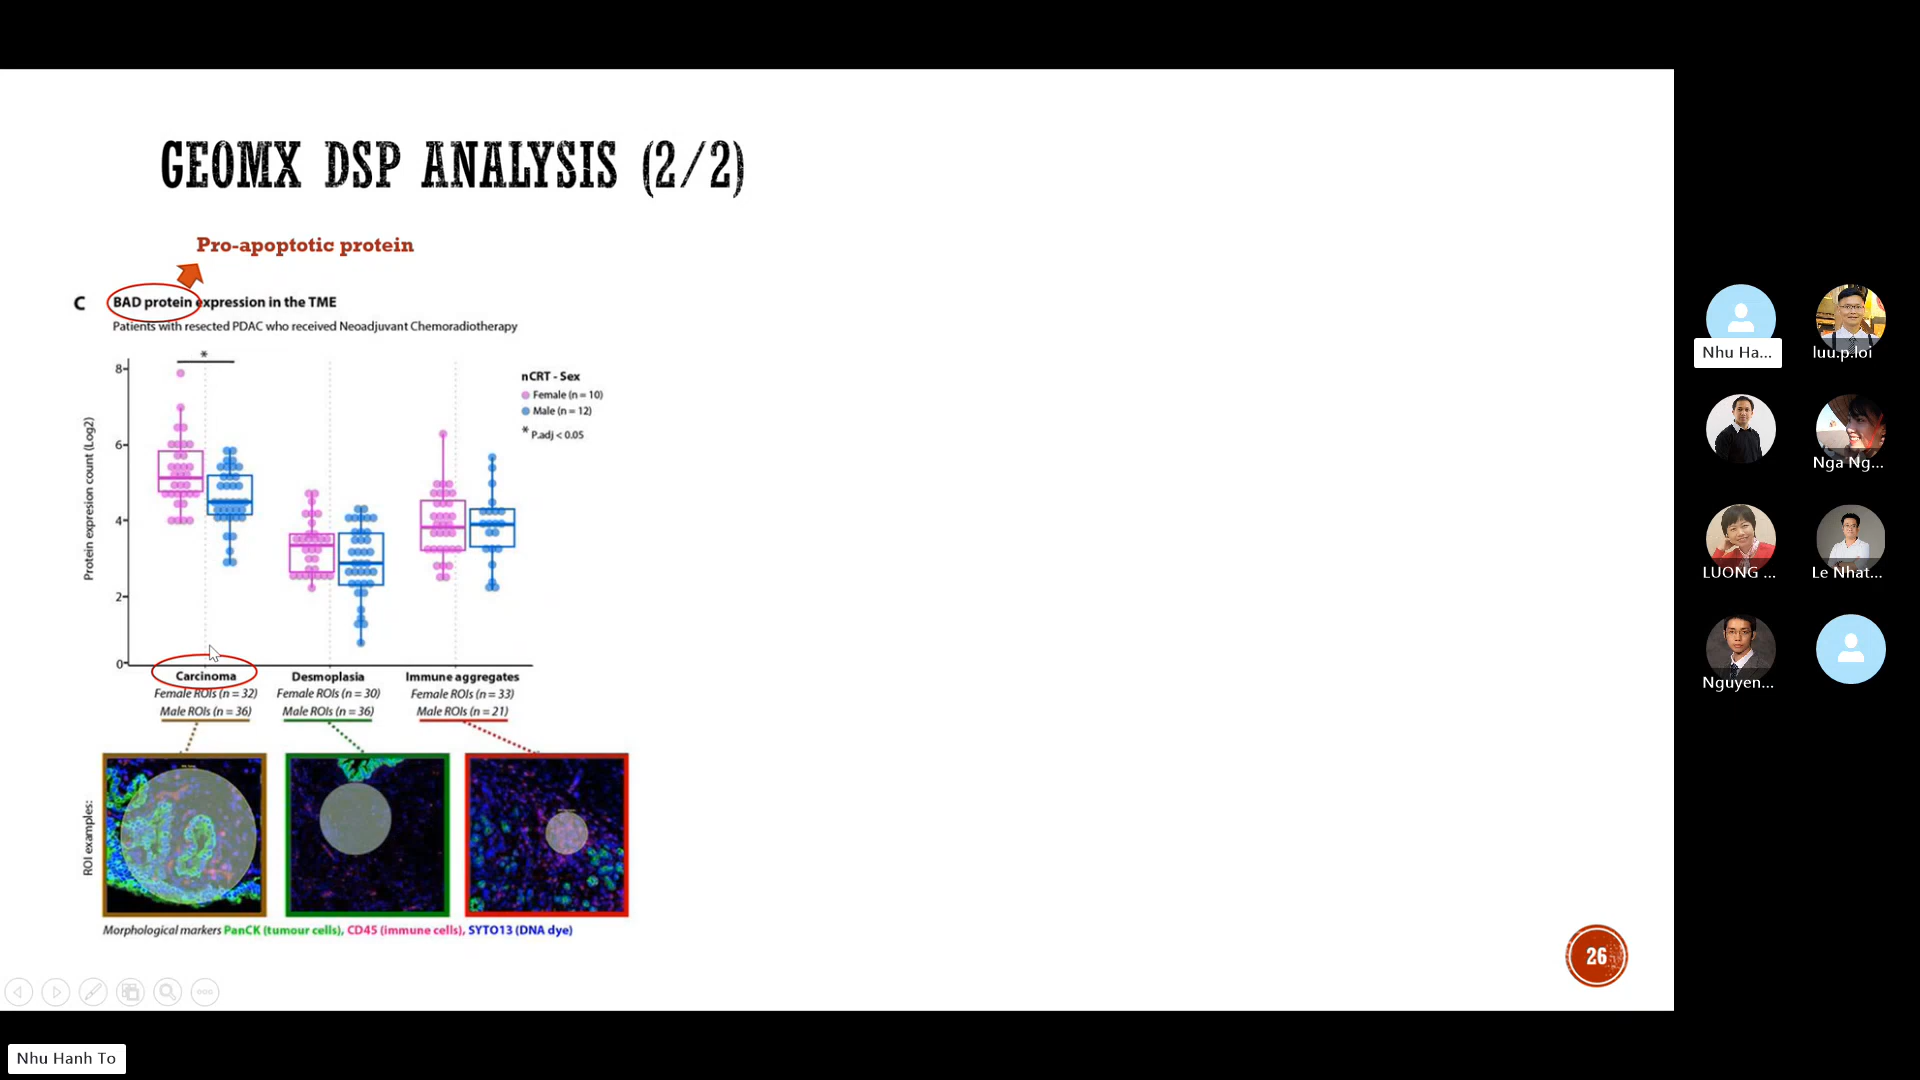 GEOMX DSP ANALYSIS (2/2)
Pro-apoptotic protein
C BAD protein expression in the TME
Patients with resected PDAC who received Neoadjuvant Chemoradiotherapy
*
8
6
4
2
0
Protein expresion count (Log2)
nCRT - Sex
Female (n = 10)
Male (n = 12)
* P.adj < 0.05
Carcinoma
Female ROIs (n = 32)
Male ROIs (n = 36)
Desmoplasia
Female ROIs (n = 30)
Male ROIs (n = 36)
Immune aggregates
Female ROIs (n = 33)
Male ROIs (n = 21)
ROI examples:
Morphological markers PanCK (tumour cells), CD45 (immune cells), SYTO13 (DNA dye)
26
Nhu Ha...
luu.p.loi
Nga Ng...
LUONG ...
Le Nhat...
Nguyen...
Nhu Hanh To